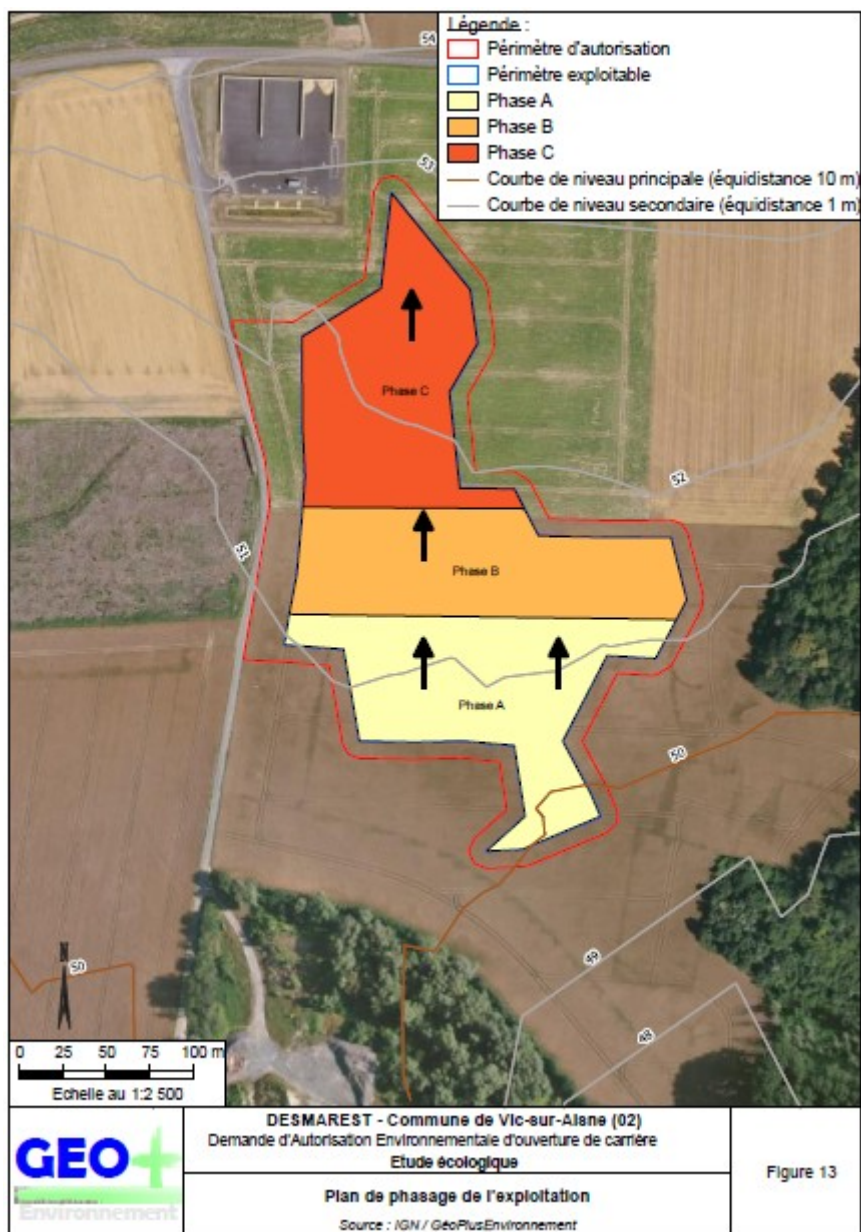 Légende :
Périmètre d'autorisation
Périmètre exploitable
Phase A
Phase B
Phase C
Courbe de niveau principale (équidistance 10 m)
Courbe de niveau secondaire (équidistance 1 m)
54
53
Phase C
52
51
Phase B
Phase A
50
49
48
N
50
0 25 50 75 100 m
Echelle au 1:2 500
GEO+
Environnement
DESMAREST - Commune de Vic-sur-Aisne (02)
Demande d'Autorisation Environnementale d'ouverture de carrière
Etude écologique
Plan de phasage de l'exploitation
Source : IGN / GéoPlusEnvironnement
Figure 13